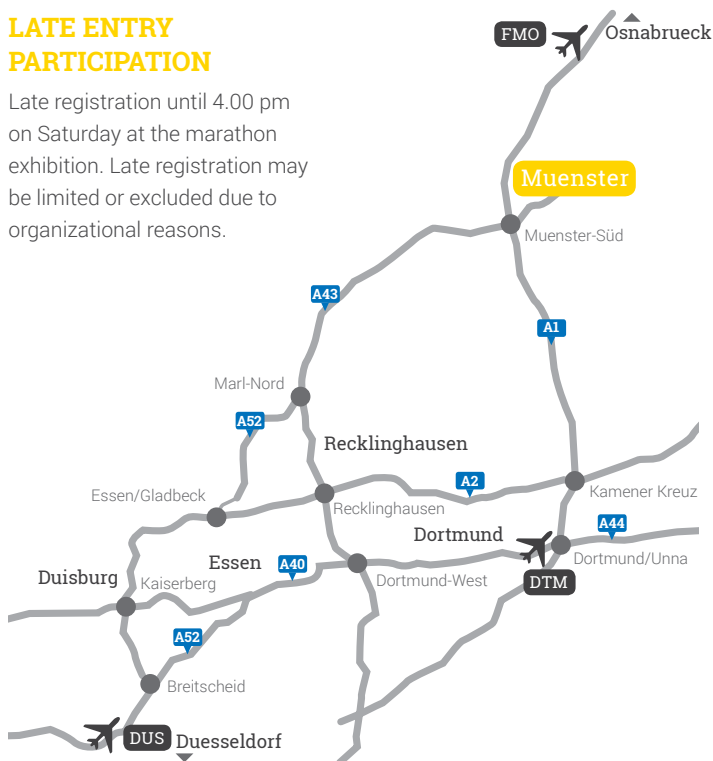 LATE ENTRY
PARTICIPATION
Late registration until 4.00 pm
on Saturday at the marathon
exhibition. Late registration may
be limited or excluded due to
organizational reasons.
FMO
Osnabrueck
Muenster
Muenster-Süd
A43
A1
Marl-Nord
A52
Recklinghausen
A2
Essen/Gladbeck
Recklinghausen
Kamener Kreuz
A44
Dortmund
Essen
A40
Dortmund/Unna
Duisburg
Kaiserberg
Dortmund-West
DTM
A52
Breitscheid
DUS
Duesseldorf